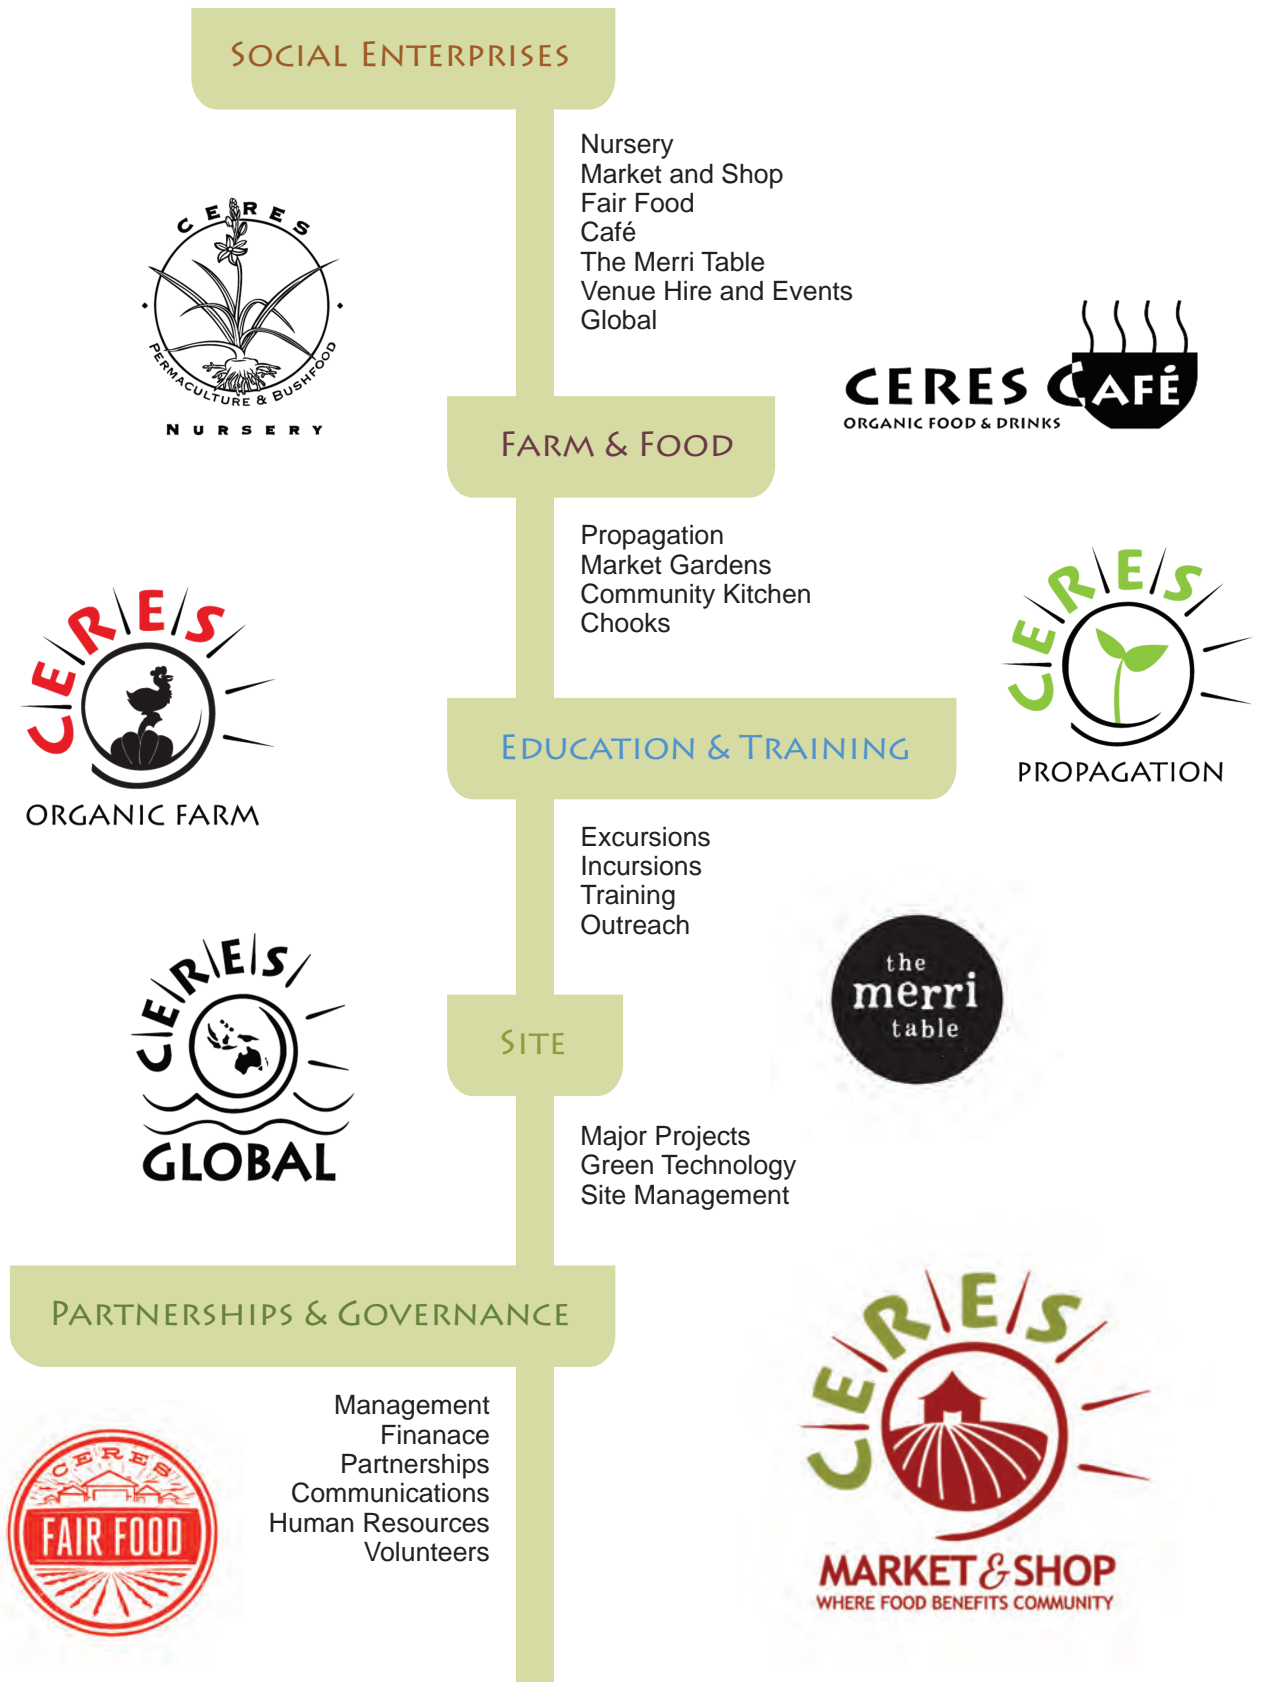 SOCIAL ENTERPRISES
Nursery
Market and Shop
Fair Food
Café
The Merri Table
Venue Hire and Events
Global
CERES
PERMACULTURE & BUSHFOOD
NURSERY
CERES CAFÉ
ORGANIC FOOD & DRINKS
FARM & FOOD
Propagation
Market Gardens
Community Kitchen
Chooks
CERES
ORGANIC FARM
CERES
PROPAGATION
EDUCATION & TRAINING
Excursions
Incursions
Training
Outreach
CERES
GLOBAL
the
merri
table
SITE
Major Projects
Green Technology
Site Management
PARTNERSHIPS & GOVERNANCE
Management
Finanace
Partnerships
Communications
Human Resources
Volunteers
CERES
FAIR FOOD
CERES
MARKET & SHOP
WHERE FOOD BENEFITS COMMUNITY